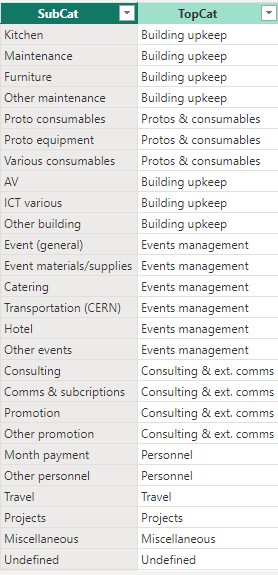 SubCat TopCat
Kitchen Building upkeep
Maintenance Building upkeep
Furniture Building upkeep
Other maintenance Building upkeep
Proto consumables Protos & consumables
Proto equipment Protos & consumables
Various consumables Protos & consumables
AV Building upkeep
ICT various Building upkeep
Other building Building upkeep
Event (general) Events management
Event materials/supplies Events management
Catering Events management
Transportation (CERN) Events management
Hotel Events management
Other events Events management
Consulting Consulting & ext. comms
Comms & subcriptions Consulting & ext. comms
Promotion Consulting & ext. comms
Other promotion Consulting & ext. comms
Month payment Personnel
Other personnel Personnel
Travel Travel
Projects Projects
Miscellaneous Miscellaneous
Undefined Undefined